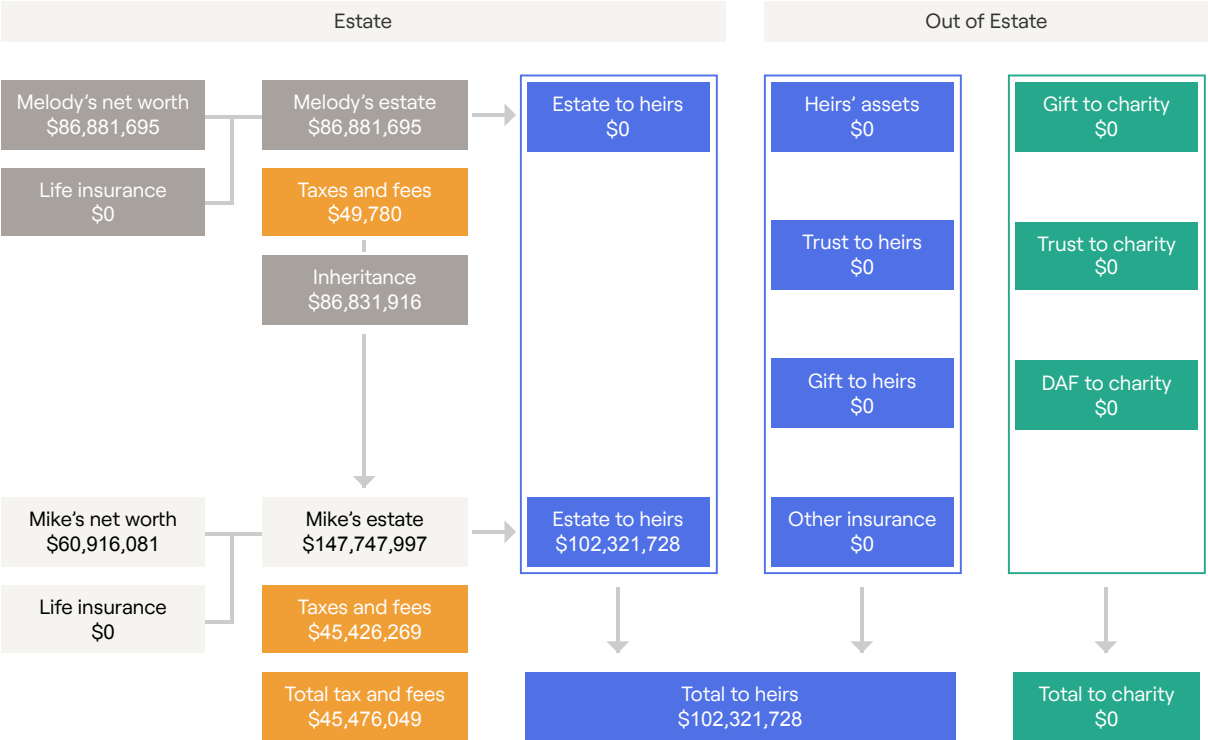 Estate
Out of Estate
Melody’s net worth
$86,881,695
Melody’s estate
$86,881,695
Estate to heirs
$0
Heirs’ assets
$0
Gift to charity
$0
Life insurance
$0
Taxes and fees
$49,780
Inheritance
$86,831,916
Trust to heirs
$0
Trust to charity
$0
Gift to heirs
$0
DAF to charity
$0
Mike’s net worth
$60,916,081
Mike’s estate
$147,747,997
Estate to heirs
$102,321,728
Other insurance
$0
Life insurance
$0
Taxes and fees
$45,426,269
Total tax and fees
$45,476,049
Total to heirs
$102,321,728
Total to charity
$0